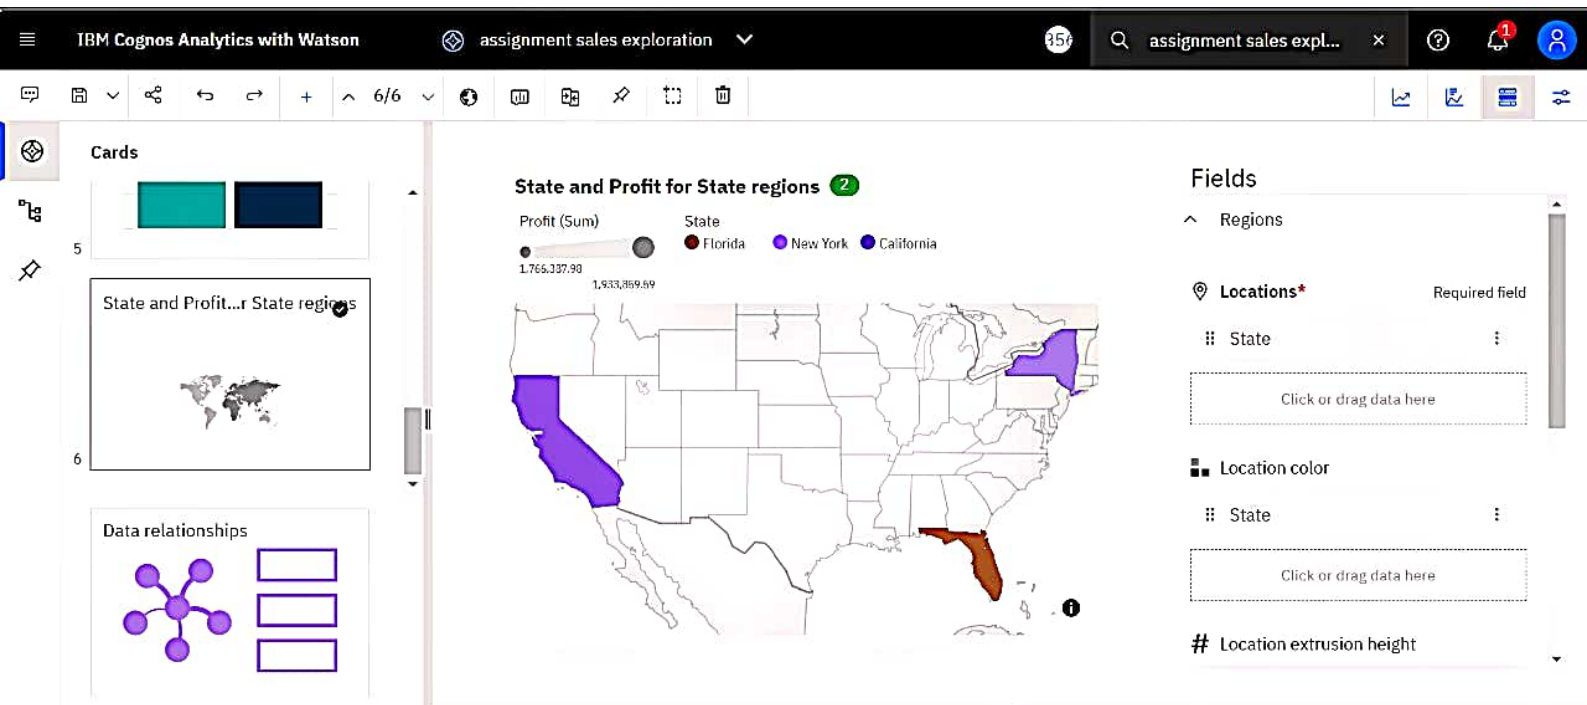 IBM Cognos Analytics with Watson
assignment sales exploration
assignment sales expl...
1
6/6
Cards
5
State and Profit...r State regions
6
Data relationships
State and Profit for State regions 2
Profit (Sum)
State
Florida
New York
California
1,933,869.69
Fields
Regions
Locations*
Required field
State
Click or drag data here
Location color
State
Click or drag data here
# Location extrusion height